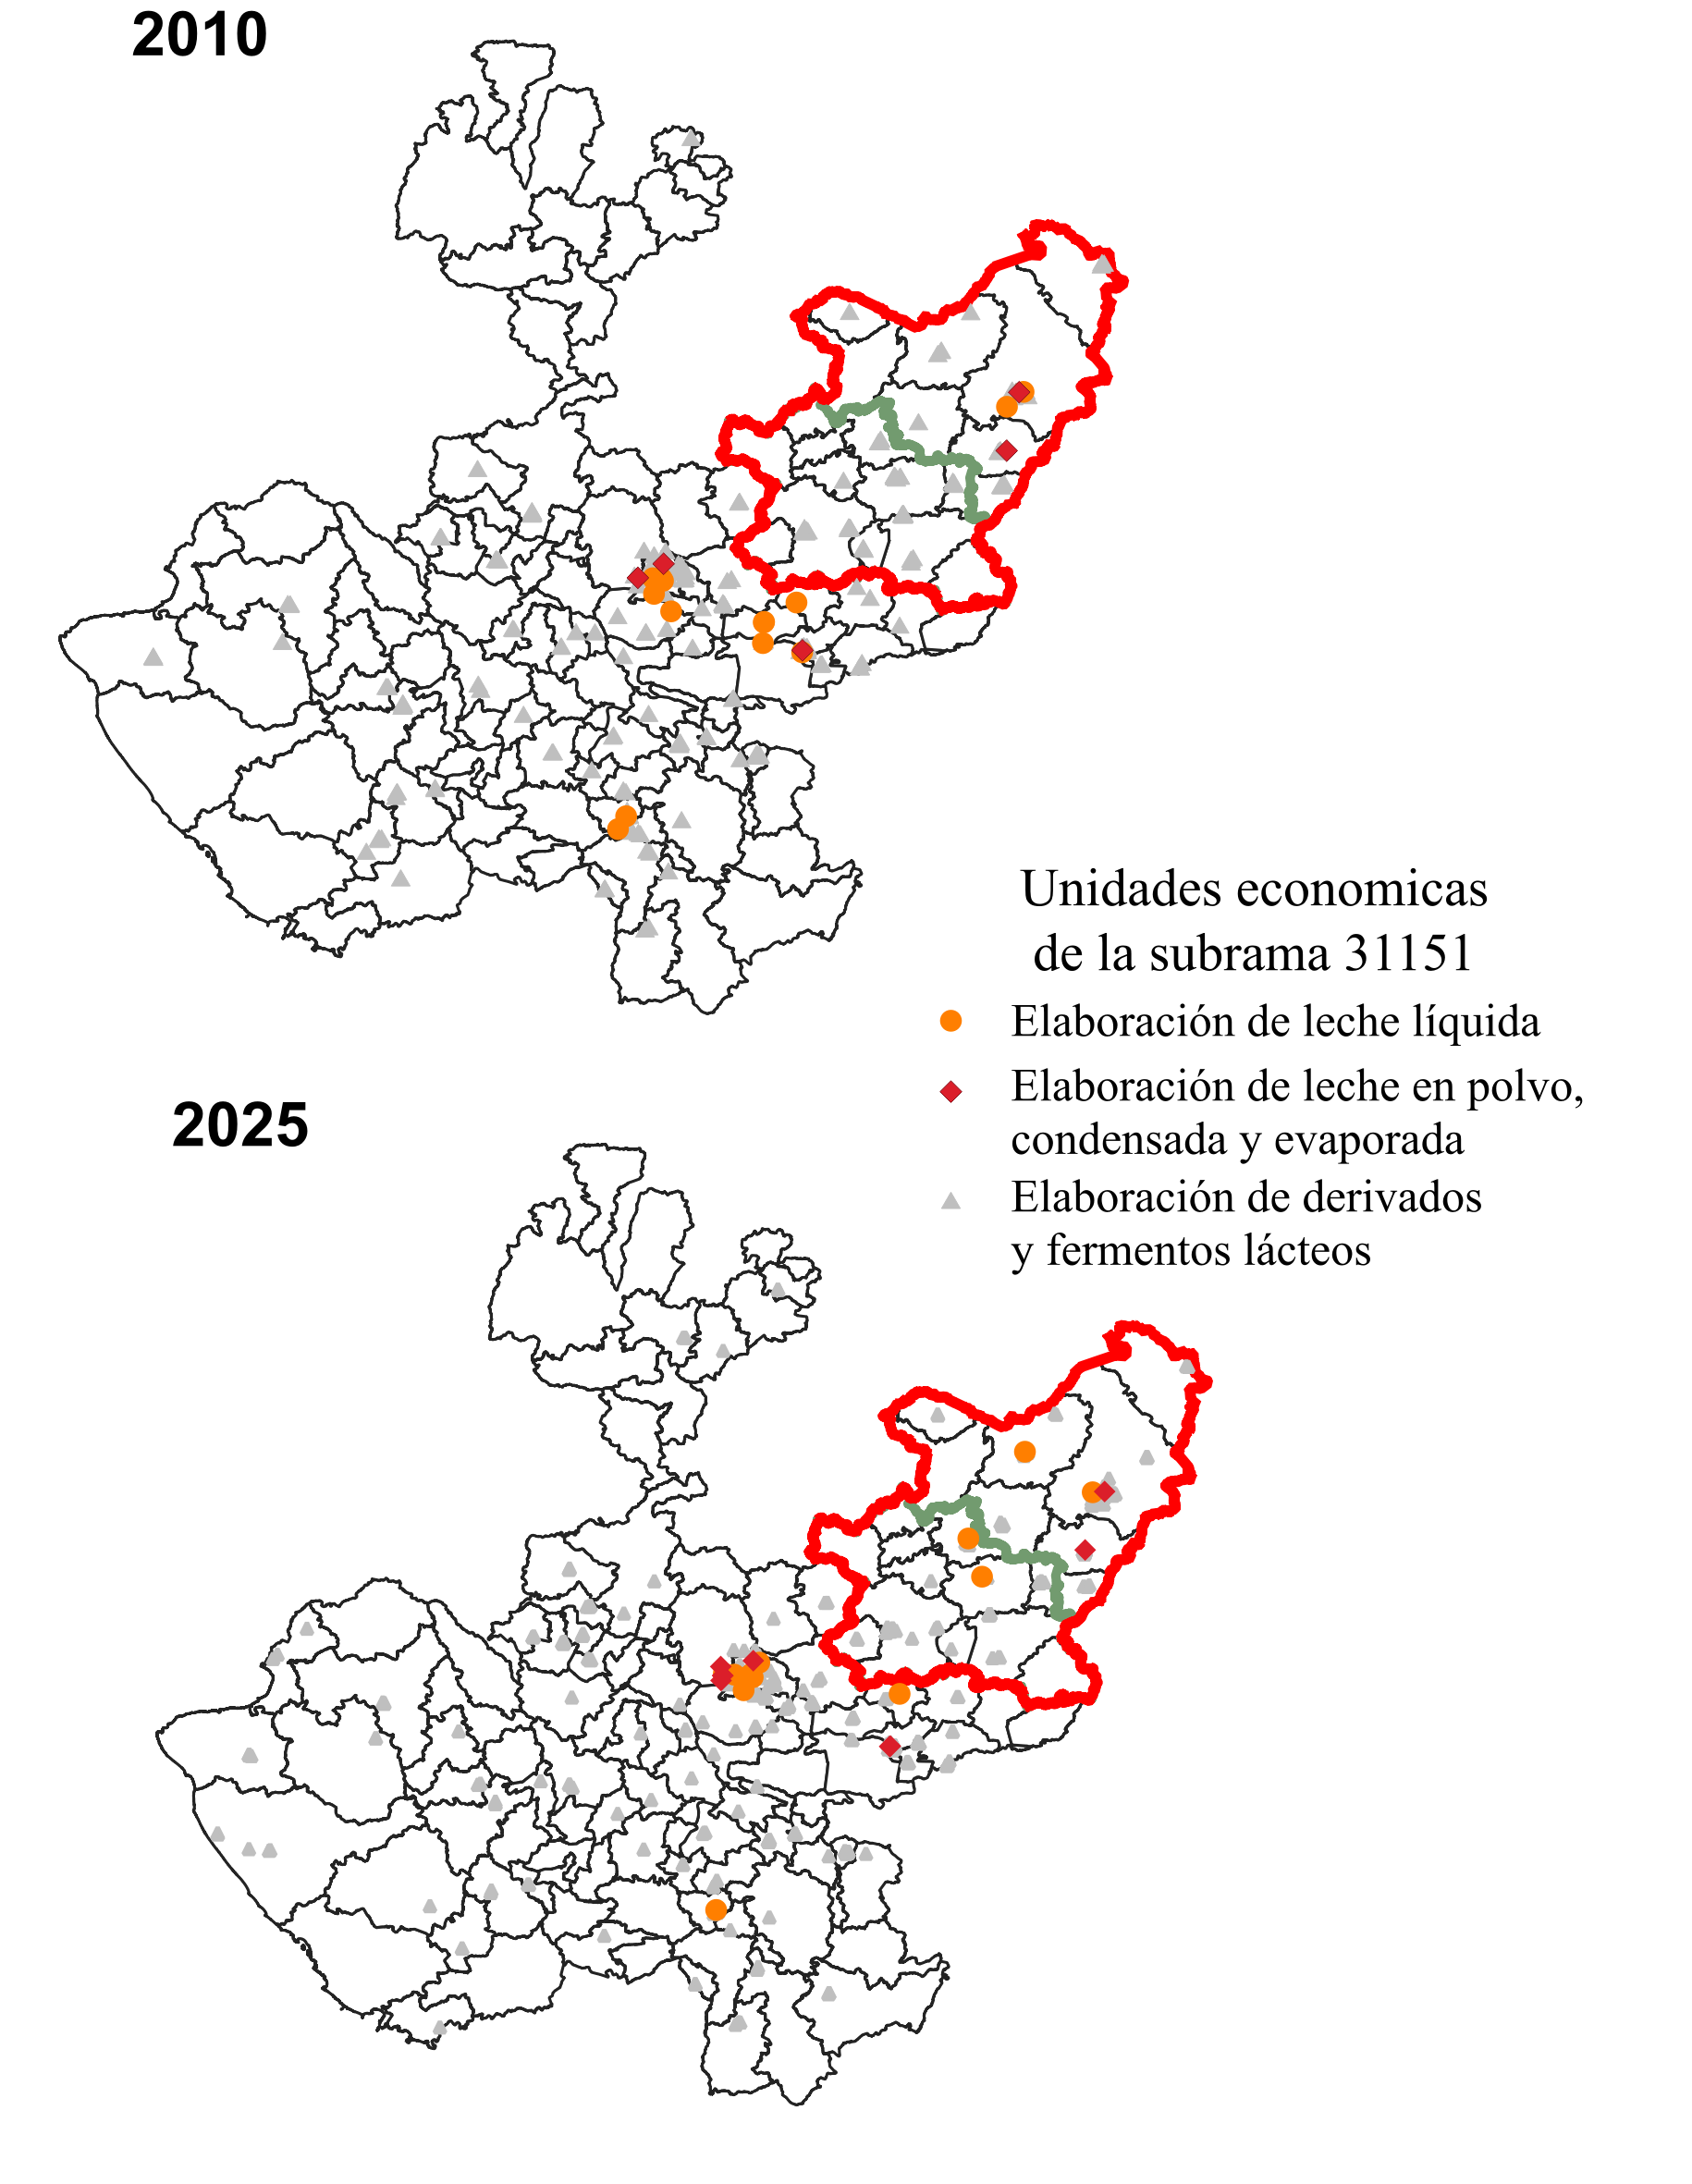 2010
Unidades economicas
de la subrama 31151
Elaboración de leche líquida
Elaboración de leche en polvo,
condensada y evaporada
Elaboración de derivados
y fermentos lácteos
2025